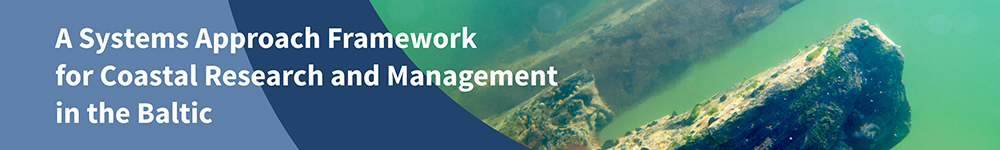 A Systems Approach Framework
for Coastal Research and Management
in the Baltic